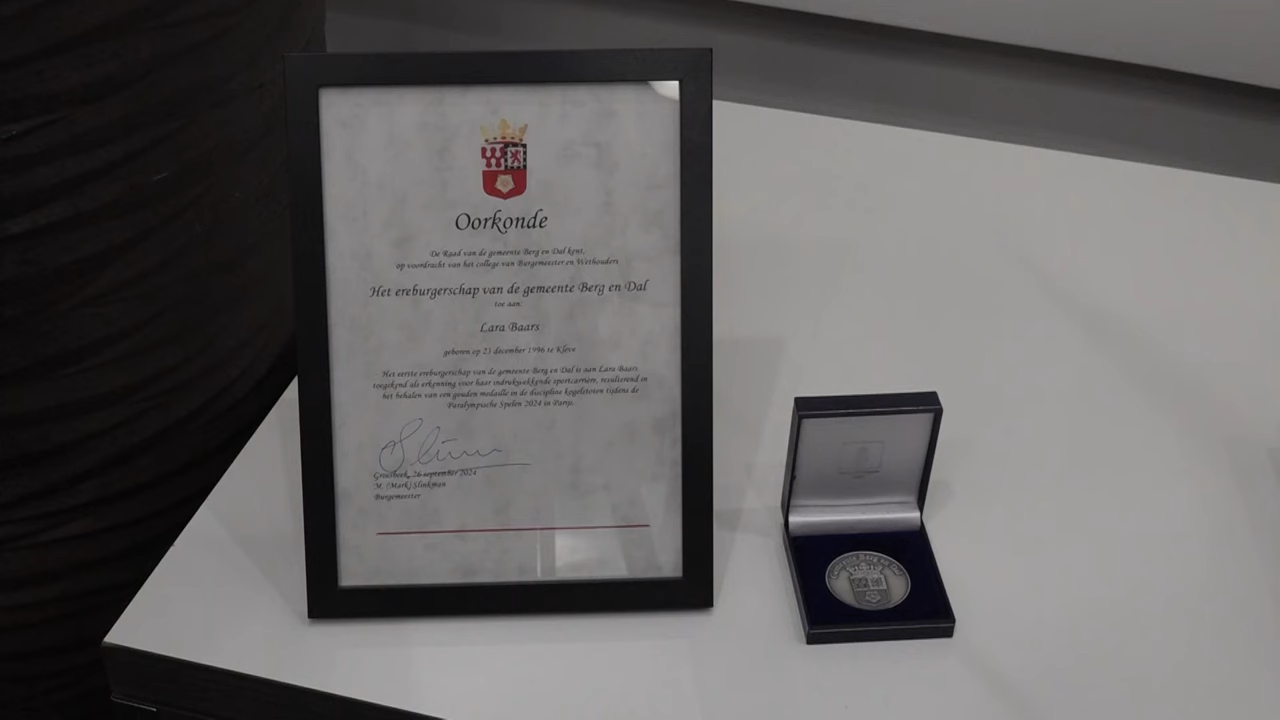 Oorkonde
De Raad van de gemeente Berg en Dal kent,
op voordracht van het college van Burgemeester en Wethouders
Het ereburgerschap van de gemeente Berg en Dal
toe aan:
Lara Baars
geboren op 23 december 1996 te Kleve
Het eerste ereburgerschap van de gemeente Berg en Dal is aan Lara Baars
toegekend als erkenning voor haar indrukwekkende sportcarrière, resulterend in
het behalen van een gouden medaille in de discipline kogelstoten tijdens de
Paralympische Spelen 2024 in Parijs.
Groesbeek, 26 september 2024
M. (Mark) Slinkman
Burgemeester
Gemeente Berg en Dal